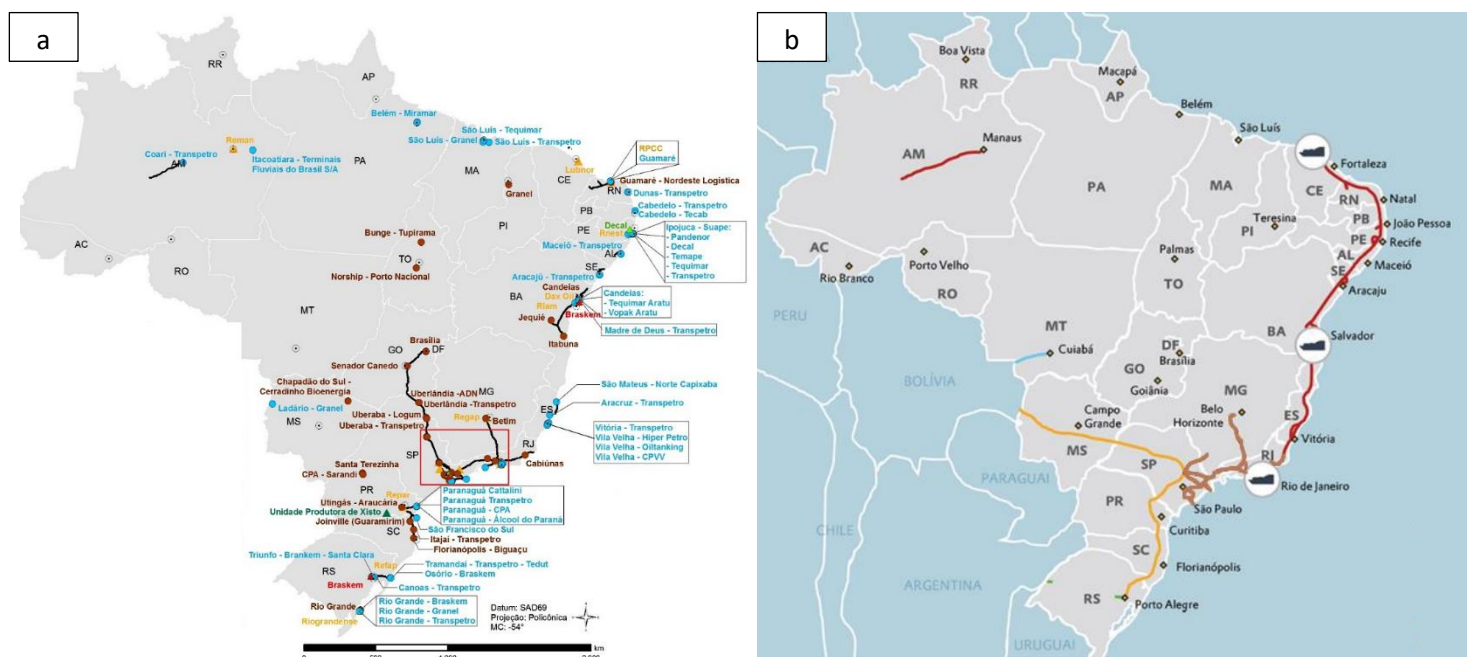 a
RR
AP
Belém - Miramar
São Luís - Tequimar
São Luís - Granel
São Luís - Transpetro
Reman
Coari - Transpetro
AM
Itacoatiara - Terminais
Fluviais do Brasil S/A
PA
MA
CE
Lubnor
RPCC
Guamaré
Guamaré - Nordeste Logística
RN
Dunas - Transpetro
Granel
Cabedelo - Transpetro
Cabedelo - Tecab
PB
PI
PE
Decal
Rnest
Ipojuca - Suape:
- Pandenor
- Decal
- Temape
- Tequimar
- Transpetro
Bunge - Tupirama
Maceió - Transpetro
AL
AC
RO
TO
Norship - Porto Nacional
SE
Aracajú - Transpetro
Candeias
Dax Oil
Rlam
Braskem
Candeias:
- Tequimar Aratu
- Vopak Aratu
BA
Madre de Deus - Transpetro
Jequié
Itabuna
MT
Brasília
GO
DF
Senador Canedo
Chapadão do Sul -
Cerradinho Bioenergia
Uberlândia -ADN
Uberlândia -Transpetro
MG
São Mateus - Norte Capixaba
Ladário - Granel
Uberaba - Logum
Uberaba - Transpetro
Regap
Betim
ES
Aracruz - Transpetro
MS
Vitória - Transpetro
Vila Velha - Hiper Petro
Vila Velha - Oiltanking
Vila Velha - CPVV
SP
RJ
Cabiúnas
Santa Terezinha
CPA - Sarandi
PR
Repar
Paranaguá Cattalini
Paranaguá Transpetro
Paranaguá - CPA
Paranaguá - Álcool do Paraná
Utingás - Araucária
Unidade Produtora de Xisto
Joinville (Guaramirim)
São Francisco do Sul
SC
Itajaí - Transpetro
Florianópolis - Biguaçu
Triunfo - Brankem - Santa Clara
Refap
Tramandaí - Transpetro - Tedut
Osório - Braskem
RS
Braskem
Canoas - Transpetro
Rio Grande
Riograndense
Rio Grande - Braskem
Rio Grande - Granel
Rio Grande - Transpetro
Datum: SAD69
Projeção: Policônica
MC: -54°
km
b
Boa Vista
RR
Macapá
AP
Belém
São Luís
Manaus
AM
Fortaleza
PA
MA
CE
RN
Natal
PB
João Pessoa
Teresina
PI
PE
Recife
AC
Porto Velho
Palmas
AL
Maceió
Rio Branco
SE
Aracaju
RO
TO
PERU
BA
MT
Salvador
Cuiabá
DF
Brasília
GO
Goiânia
BOLÍVIA
MG
Campo
Grande
Belo
Horizonte
ES
Vitória
MS
SP
RJ
Rio de Janeiro
PARAGUAI
PR
São Paulo
Curitiba
CHILE
SC
Florianópolis
ARGENTINA
RS
Porto Alegre
URUGUAI